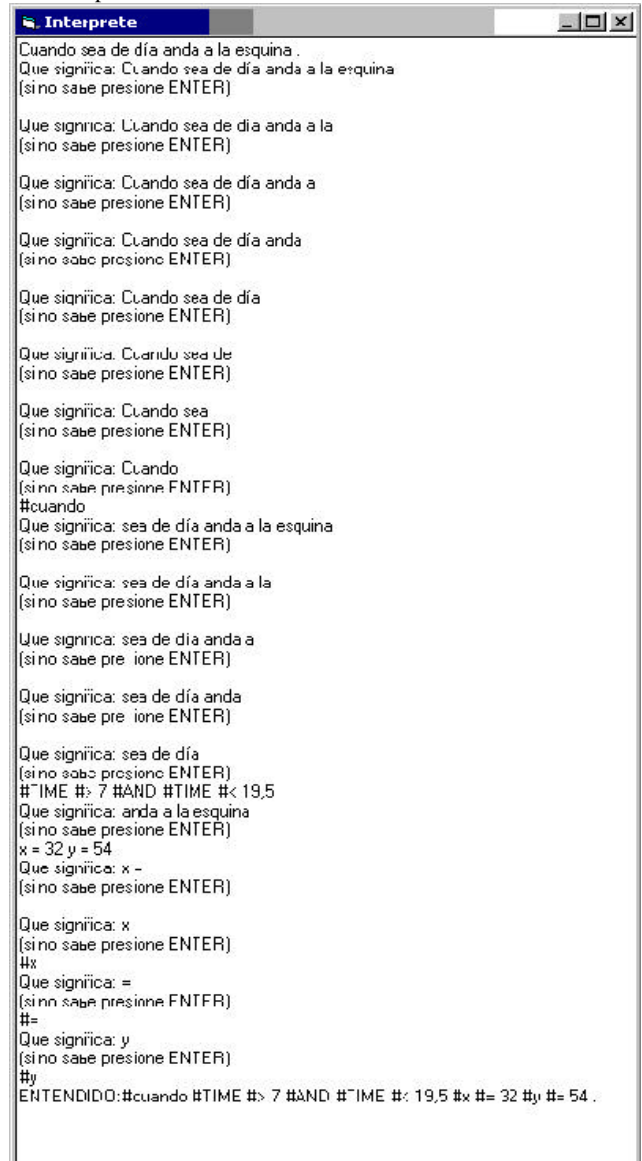 Interprete
Cuando sea de día anda a la esquina .
Que significa: Cuando sea de día anda a la esquina
(si no sabe presione ENTER)
Que significa: Cuando sea de día anda a la
(si no sabe presione ENTER)
Que significa: Cuando sea de día anda a
(si no sabe presione ENTER)
Que significa: Cuando sea de día anda
(si no sabe presione ENTER)
Que significa: Cuando sea de día
(si no sabe presione ENTER)
Que significa: Cuando sea de
(si no sabe presione ENTER)
Que significa: Cuando sea
(si no sabe presione ENTER)
Que significa: Cuando
(si no sabe presione ENTER)
#cuando
Que significa: sea de día anda a la esquina
(si no sabe presione ENTER)
Que significa: sea de día anda a la
(si no sabe presione ENTER)
Que significa: sea de día anda a
(si no sabe presione ENTER)
Que significa: sea de día anda
(si no sabe presione ENTER)
Que significa: sea de día
(si no sabe presione ENTER)
#TIME #> 7 #AND #TIME #< 19,5
Que significa: anda a la esquina
(si no sabe presione ENTER)
x = 32 y = 54
Que significa: x =
(si no sabe presione ENTER)
Que significa: x
(si no sabe presione ENTER)
#x
Que significa: =
(si no sabe presione ENTER)
#=
Que significa: y
(si no sabe presione ENTER)
#y
ENTENDIDO:#cuando #TIME #> 7 #AND #TIME #< 19,5 #x #= 32 #y #= 54 .